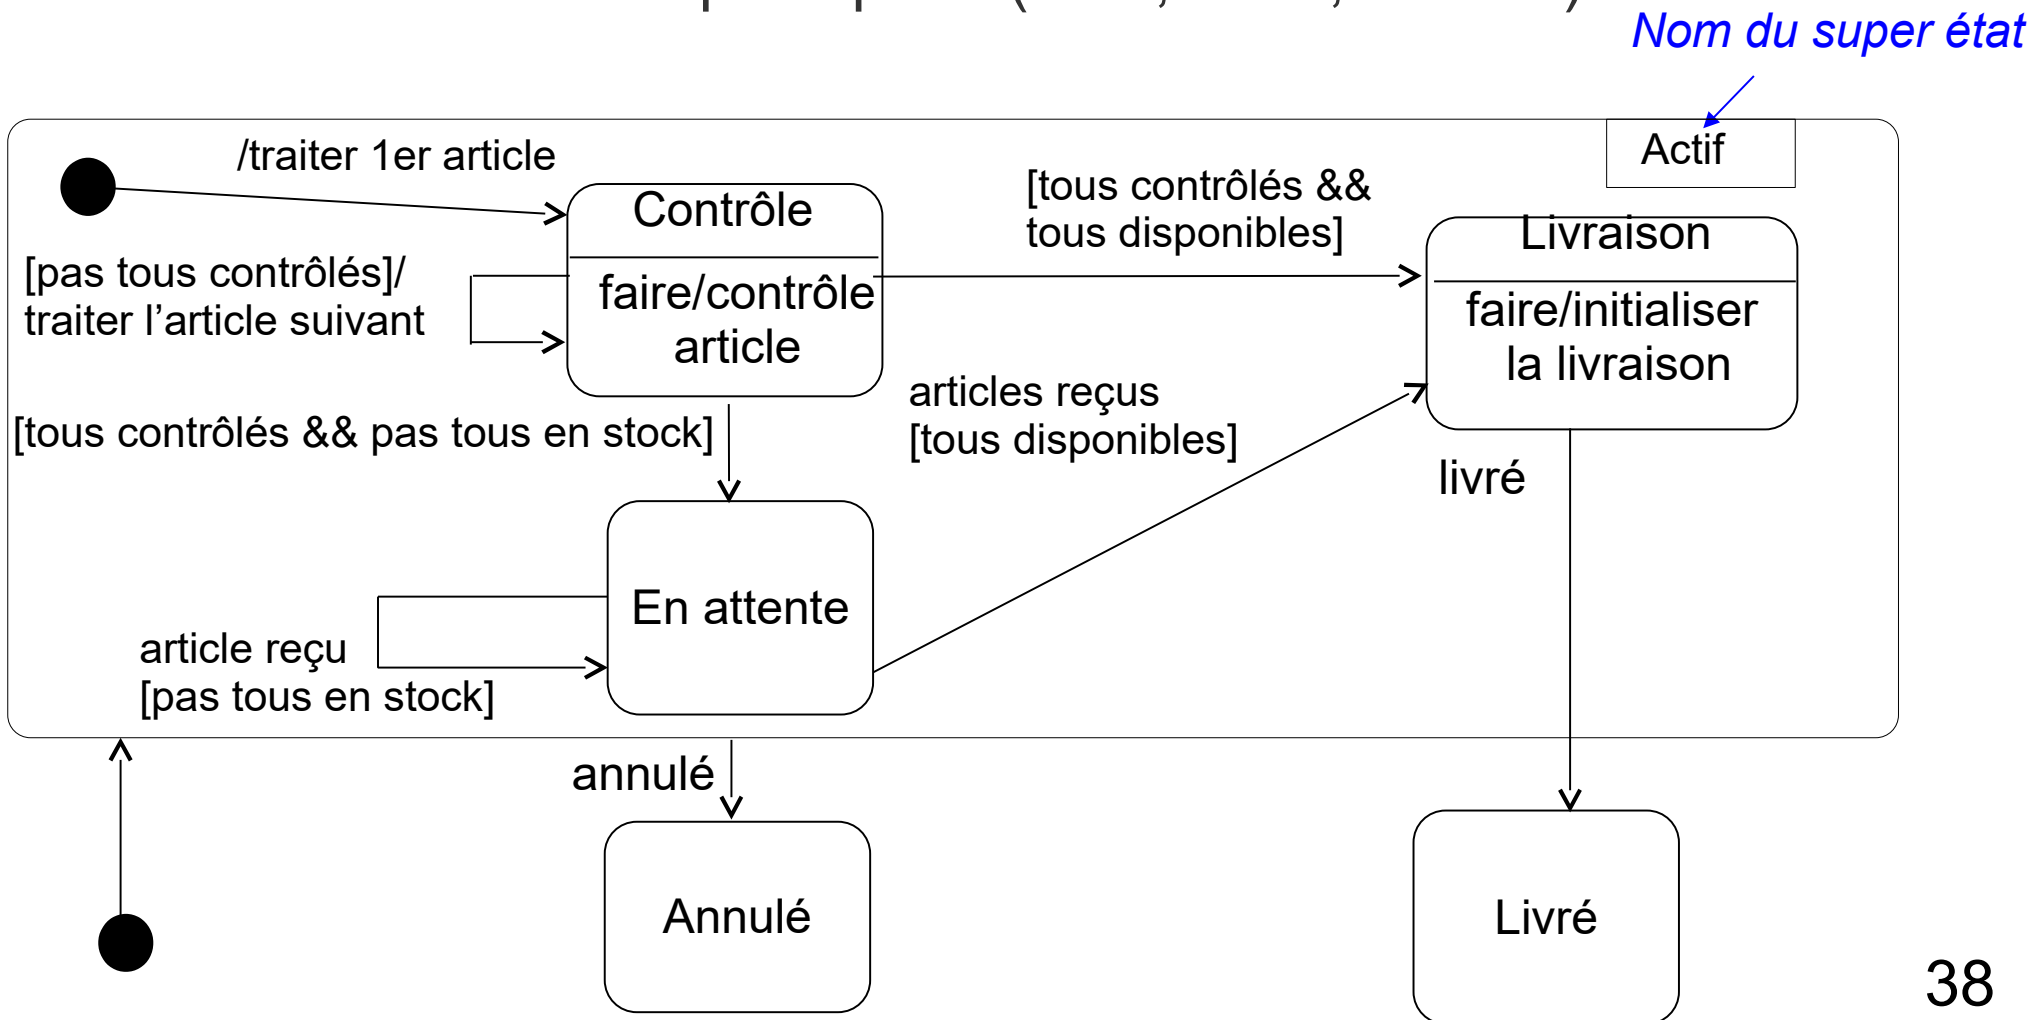 Nom du super état
Actif
/traiter 1er article
Contrôle
faire/contrôle
article
[pas tous contrôlés]/
traiter l’article suivant
[tous contrôlés &&
tous disponibles]
Livraison
faire/initialiser
la livraison
[tous contrôlés && pas tous en stock]
articles reçus
[tous disponibles]
livré
En attente
article reçu
[pas tous en stock]
annulé
Annulé
Livré
38